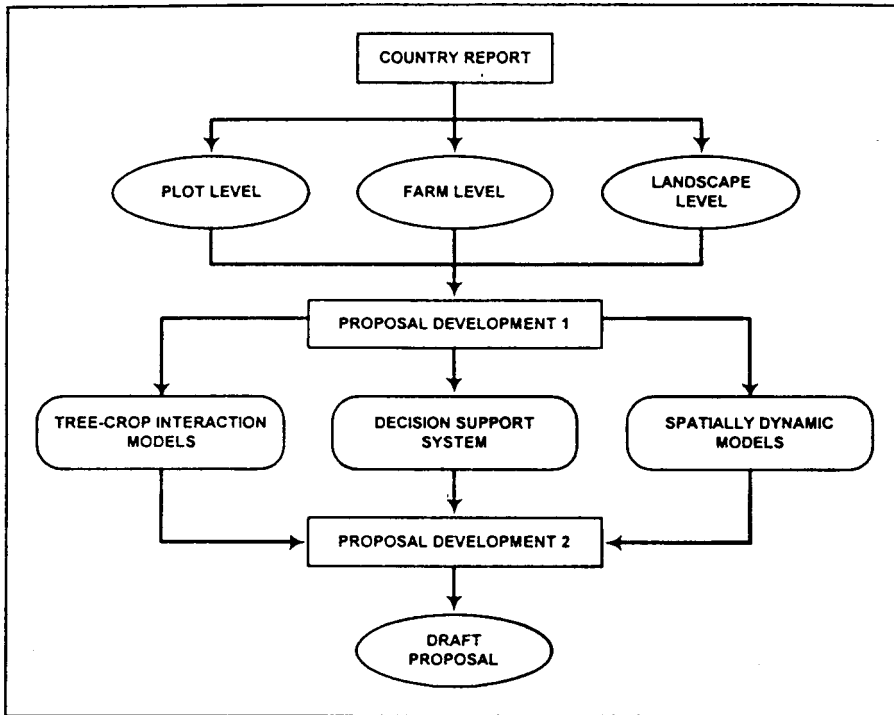 COUNTRY REPORT
PLOT LEVEL
FARM LEVEL
LANDSCAPE
LEVEL
PROPOSAL DEVELOPMENT 1
TREE-CROP INTERACTION
MODELS
DECISION SUPPORT
SYSTEM
SPATIALLY DYNAMIC
MODELS
PROPOSAL DEVELOPMENT 2
DRAFT
PROPOSAL